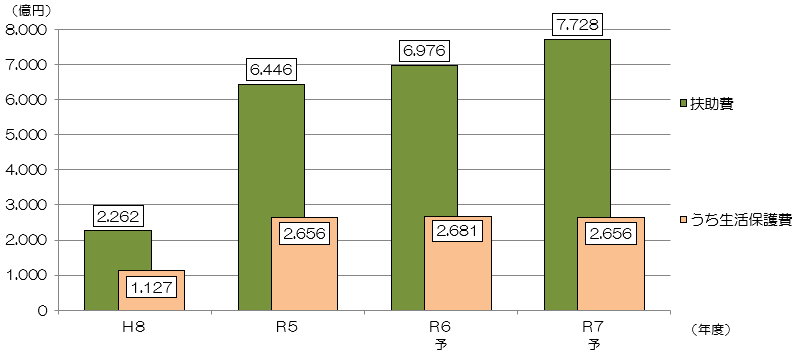 （億円）
8.000
7.000
6.000
5.000
4.000
3.000
2.000
1.000
0
2.262
1.127
6.446
2.656
6.976
2.681
7.728
2.656
H8
R5
R6
予
R7
予
（年度）
扶助費
うち生活保護費